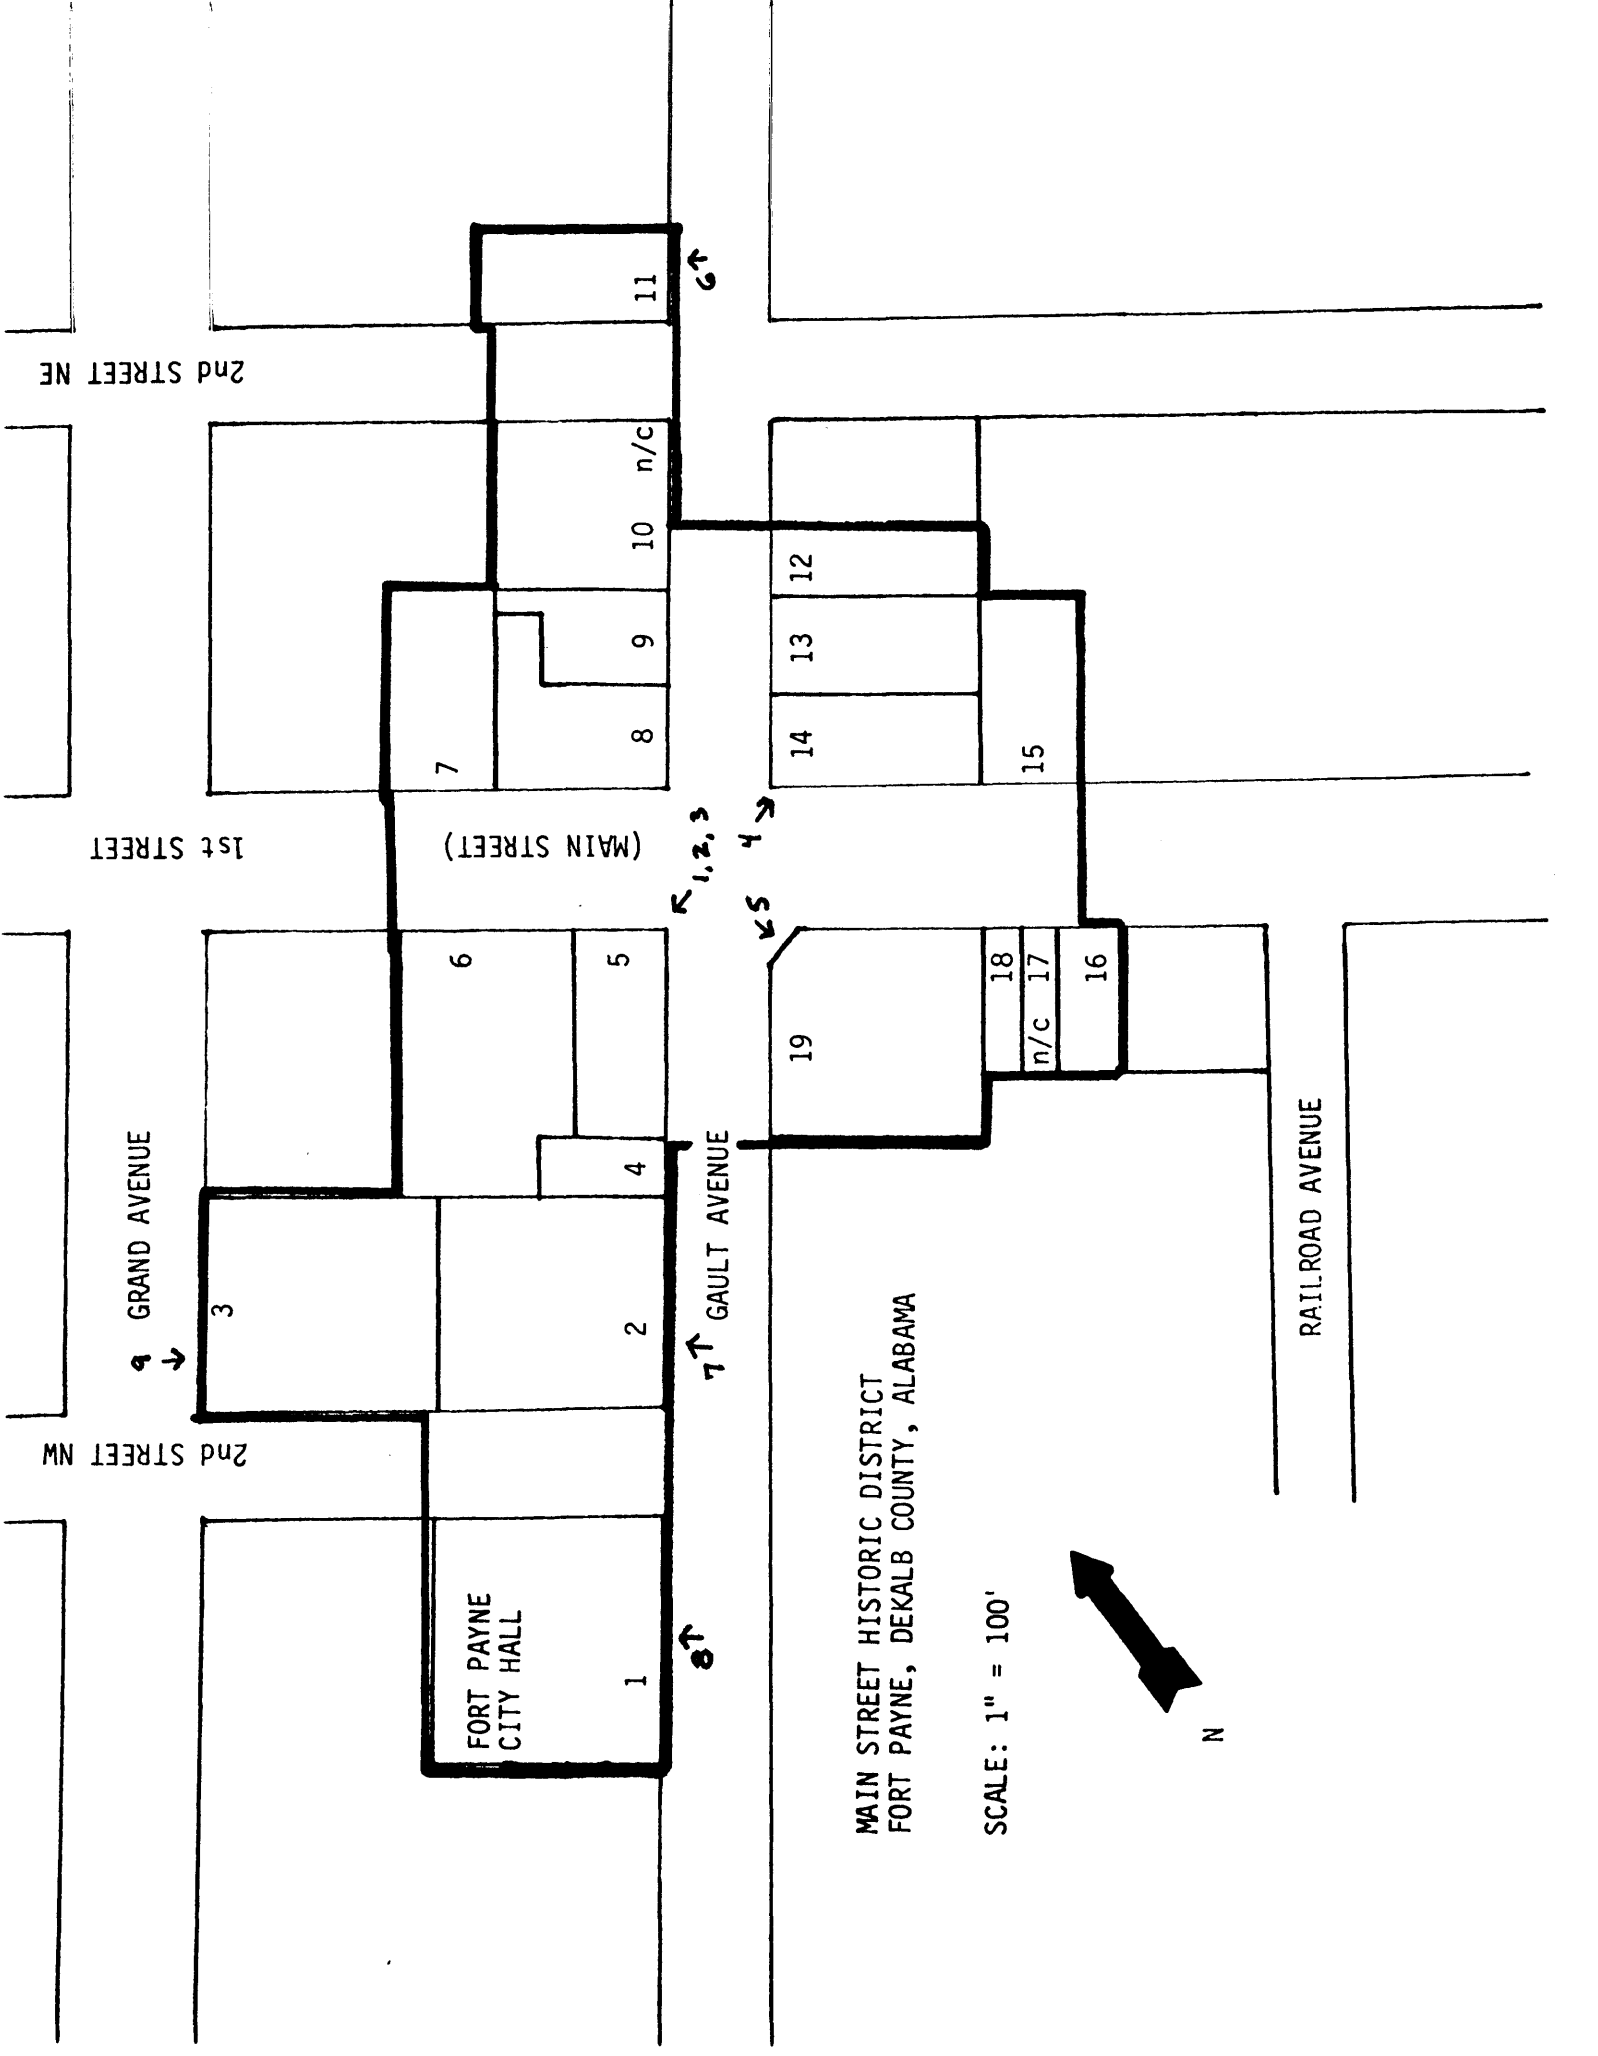 2nd STREET NE
11
6
n/c
10
12
9
13
8
14
7
15
1st STREET
(MAIN STREET)
1, 2, 3
4
5
6
5
18
17
n/c
16
19
GRAND AVENUE
4
GAULT AVENUE
RAILROAD AVENUE
3
2
9
7
2nd STREET NW
FORT PAYNE
CITY HALL
1
8
MAIN STREET HISTORIC DISTRICT
FORT PAYNE, DEKALB COUNTY, ALABAMA
SCALE: 1" = 100'
N